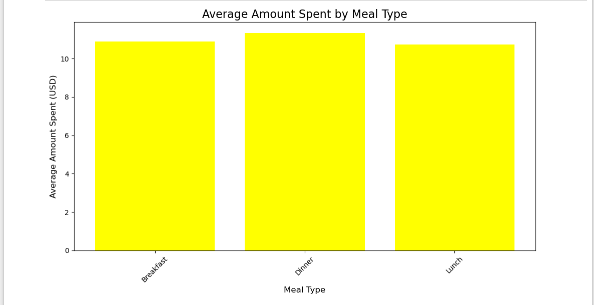 Average Amount Spent by Meal Type
Average Amount Spent (USD)
10
8
6
4
2
0
Breakfast
Dinner
Lunch
Meal Type